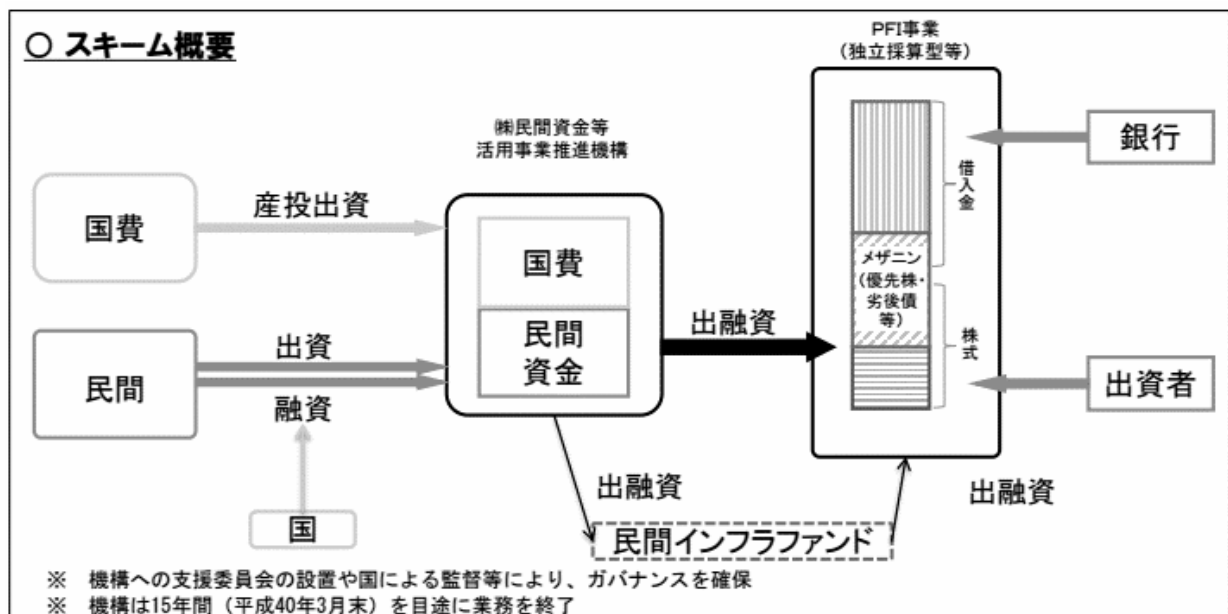 ○ スキーム概要
PFI事業
（独立採算型等）
㈱民間資金等
活用事業推進機構
国費
産投出資
民間
出資
融資
国
国費
民間
資金
出融資
出融資
民間インフラファンド
出融資
借入金
メザニン
（優先株・
劣後債
等）
株式
銀行
出資者
※ 機構への支援委員会の設置や国による監督等により、ガバナンスを確保
※ 機構は15年間（平成40年3月末）を目途に業務を終了